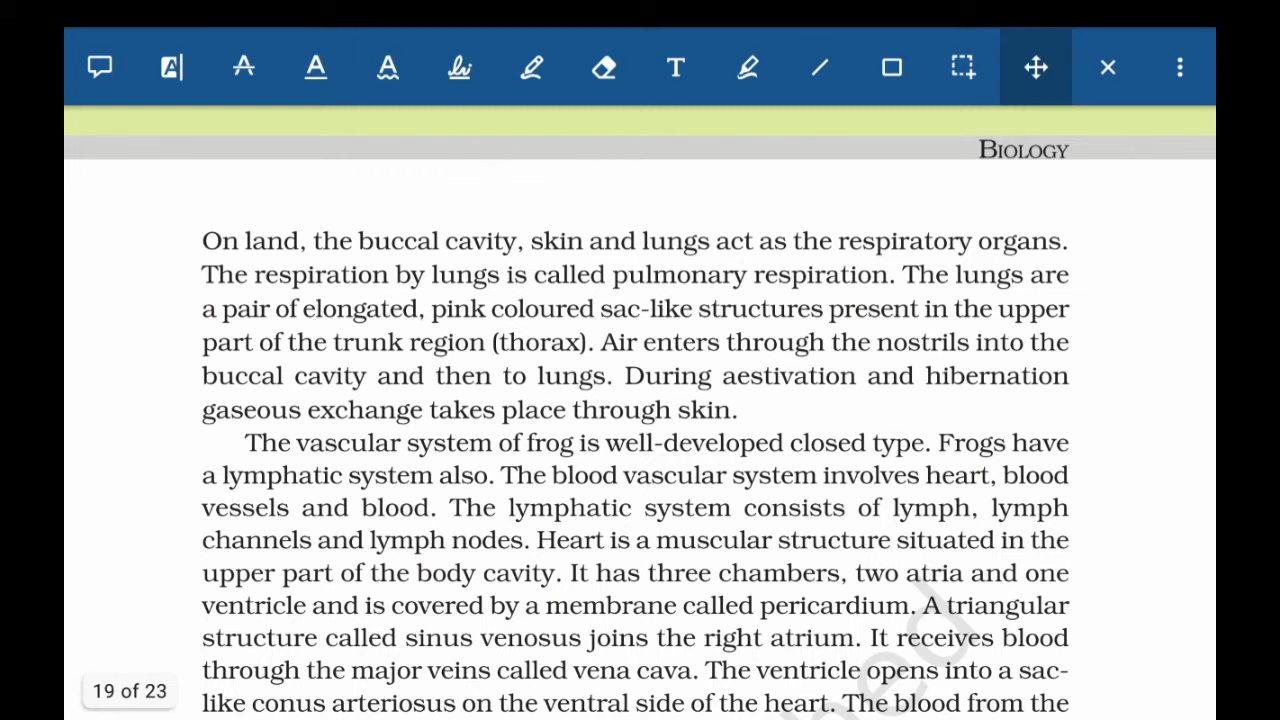 BIOLOGY
On land, the buccal cavity, skin and lungs act as the respiratory organs.
The respiration by lungs is called pulmonary respiration. The lungs are
a pair of elongated, pink coloured sac-like structures present in the upper
part of the trunk region (thorax). Air enters through the nostrils into the
buccal cavity and then to lungs. During aestivation and hibernation
gaseous exchange takes place through skin.
The vascular system of frog is well-developed closed type. Frogs have
a lymphatic system also. The blood vascular system involves heart, blood
vessels and blood. The lymphatic system consists of lymph, lymph
channels and lymph nodes. Heart is a muscular structure situated in the
upper part of the body cavity. It has three chambers, two atria and one
ventricle and is covered by a membrane called pericardium. A triangular
structure called sinus venosus joins the right atrium. It receives blood
through the major veins called vena cava. The ventricle opens into a sac-
like conus arteriosus on the ventral side of the heart. The blood from the
19 of 23